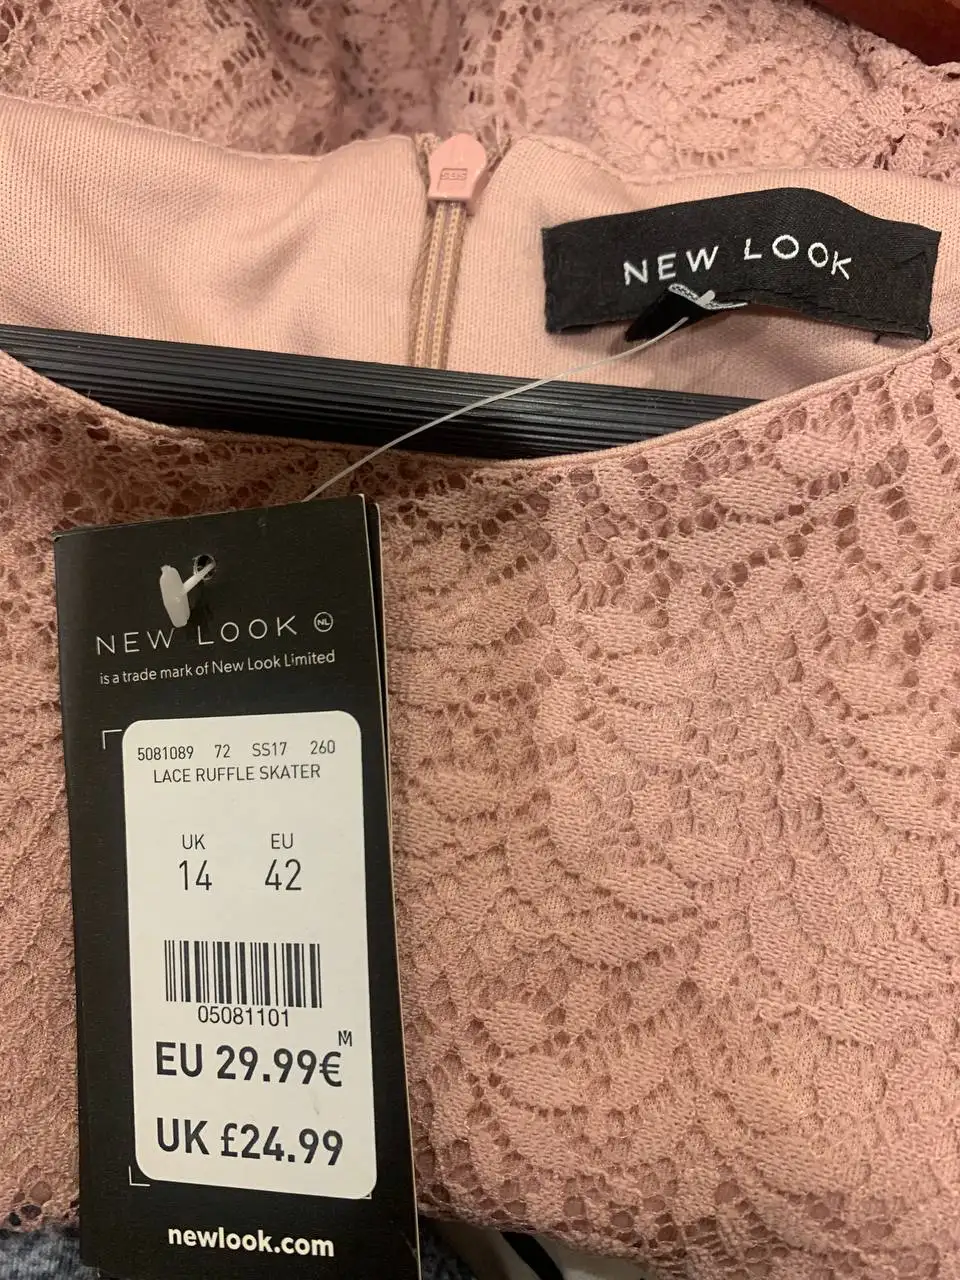 NEW LOOK
NEW LOOK NL
is a trade mark of New Look Limited
5081089 72 SS17 260
LACE RUFFLE SKATER
UK EU
14 42
05081101
M
EU 29.99€
UK £24.99
newlook.com